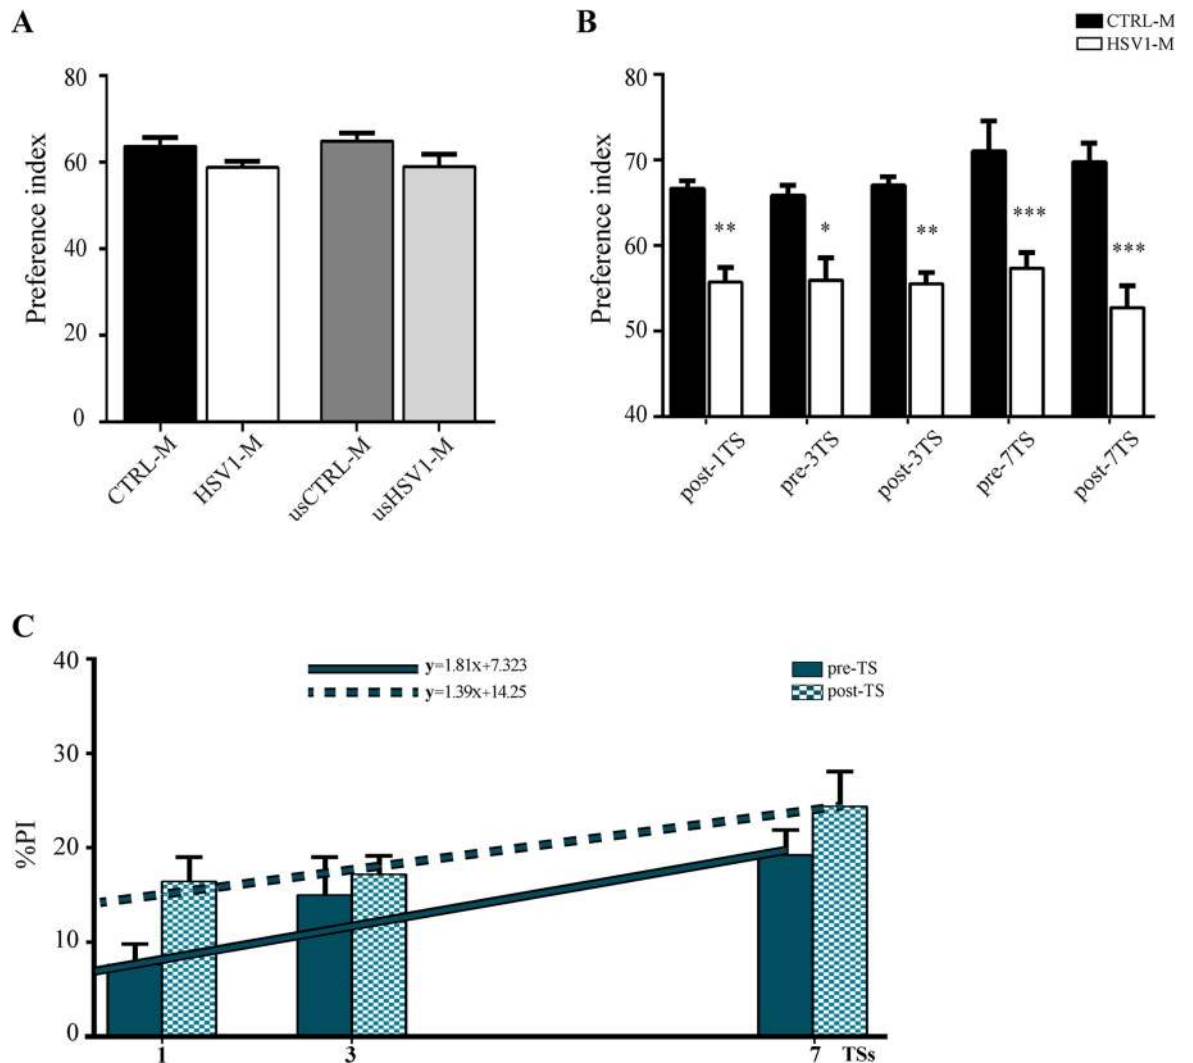 A
Preference index
80
60
40
20
0
CTRL-M
HSV1-M
usCTRL-M
usHSV1-M
B
CTRL-M
HSV1-M
Preference index
80
70
60
50
40
**
*
**
***
***
post-1TS
pre-3TS
post-3TS
pre-7TS
post-7TS
C
%PI
40
30
20
10
0
y=1.81x+7.323
y=1.39x+14.25
pre-TS
post-TS
1 3 7 TSs